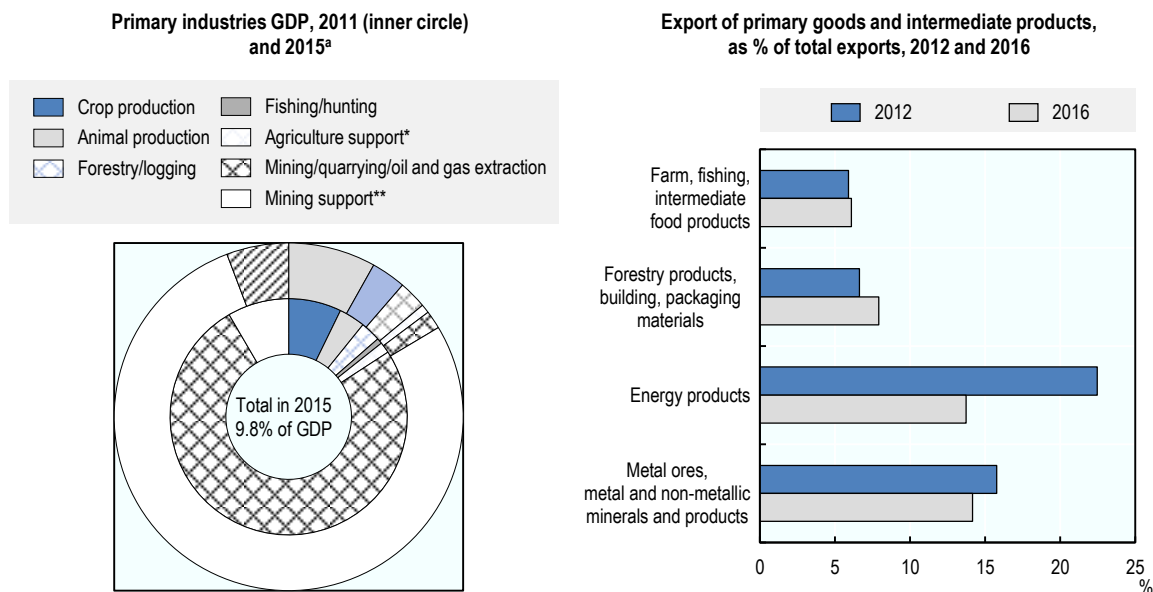 Primary industries GDP, 2011 (inner circle)
and 2015ª
Crop production
Fishing/hunting
Animal production
Agriculture support*
Forestry/logging
Mining/quarrying/oil and gas extraction
Mining support**
Total in 2015
9.8% of GDP
Export of primary goods and intermediate products,
as % of total exports, 2012 and 2016
2012
2016
Farm, fishing,
intermediate
food products
Forestry products,
building, packaging
materials
Energy products
Metal ores,
metal and non-metallic
minerals and products
0 5 10 15 20 25
%